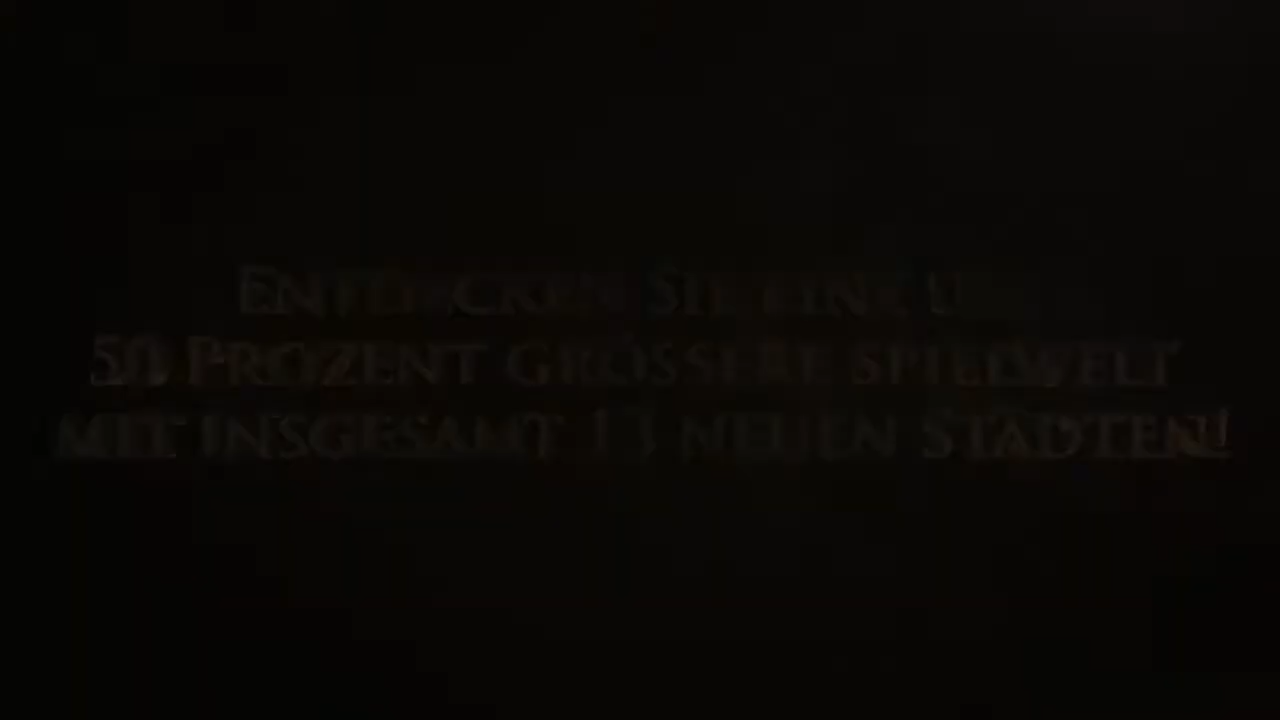 Entdecken Sie eine um
50 Prozent grössere Spielwelt
mit insgesamt 13 neuen Städten!